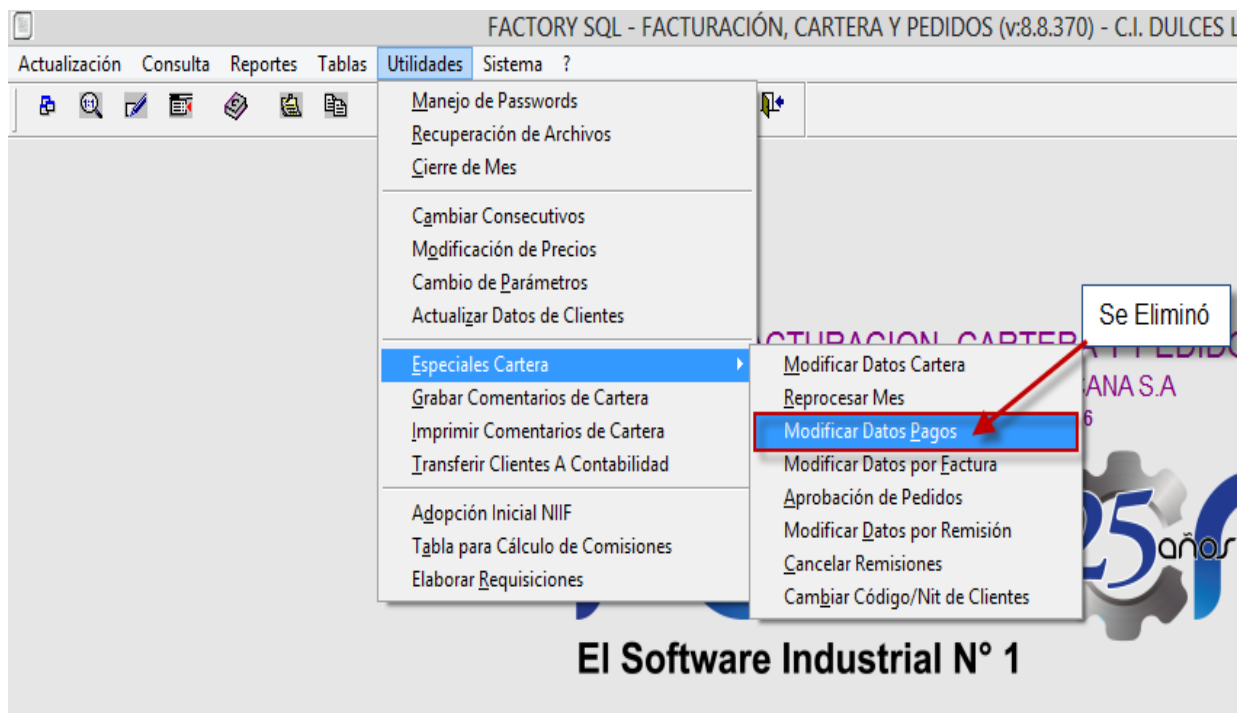 FACTORY SQL - FACTURACIÓN, CARTERA Y PEDIDOS (v:8.8.370) - C.I. DULCES L
Actualización Consulta Reportes Tablas Utilidades Sistema ?
Manejo de Passwords
Recuperación de Archivos
Cierre de Mes
Cambiar Consecutivos
Modificación de Precios
Cambio de Parámetros
Actualizar Datos de Clientes
Especiales Cartera
Grabar Comentarios de Cartera
Imprimir Comentarios de Cartera
Transferir Clientes A Contabilidad
Adopción Inicial NIIF
Tabla para Cálculo de Comisiones
Elaborar Requisiciones
Se Eliminó
Modificar Datos Cartera
Reprocesar Mes
Modificar Datos Pagos
Modificar Datos por Factura
Aprobación de Pedidos
Modificar Datos por Remisión
Cancelar Remisiones
Cambiar Código/Nit de Clientes
ANA S.A
6
25 años
El Software Industrial N° 1